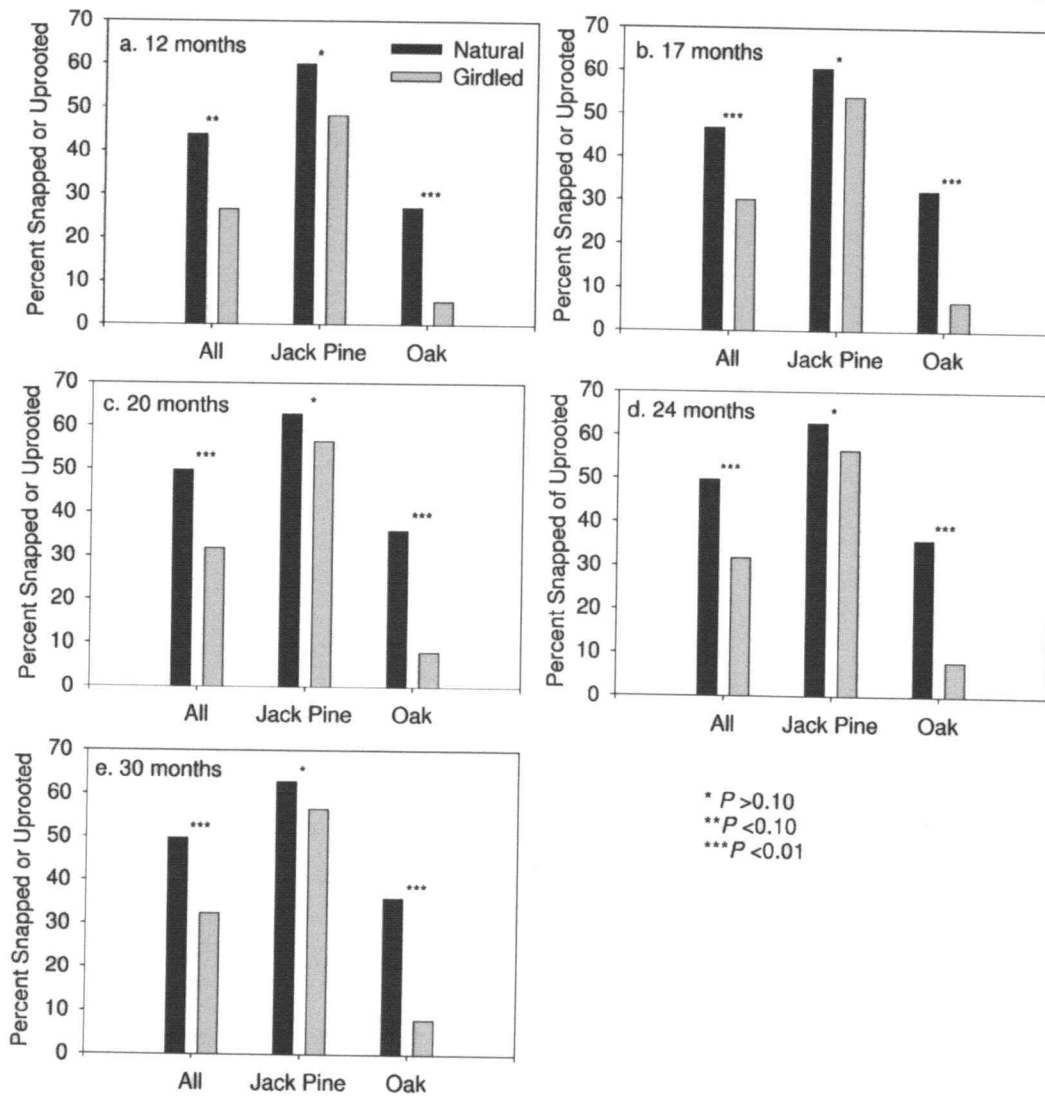 a. 12 months
Natural
Girdled
Percent Snapped or Uprooted
70
60
50
40
30
20
10
0
**
*
***
All
Jack Pine
Oak
b. 17 months
Percent Snapped or Uprooted
70
60
50
40
30
20
10
0
***
*
***
All
Jack Pine
Oak
c. 20 months
Percent Snapped or Uprooted
70
60
50
40
30
20
10
0
***
*
***
All
Jack Pine
Oak
d. 24 months
Percent Snapped of Uprooted
70
60
50
40
30
20
10
0
***
*
***
All
Jack Pine
Oak
e. 30 months
Percent Snapped or Uprooted
70
60
50
40
30
20
10
0
***
*
***
All
Jack Pine
Oak
* P >0.10
**P <0.10
***P <0.01